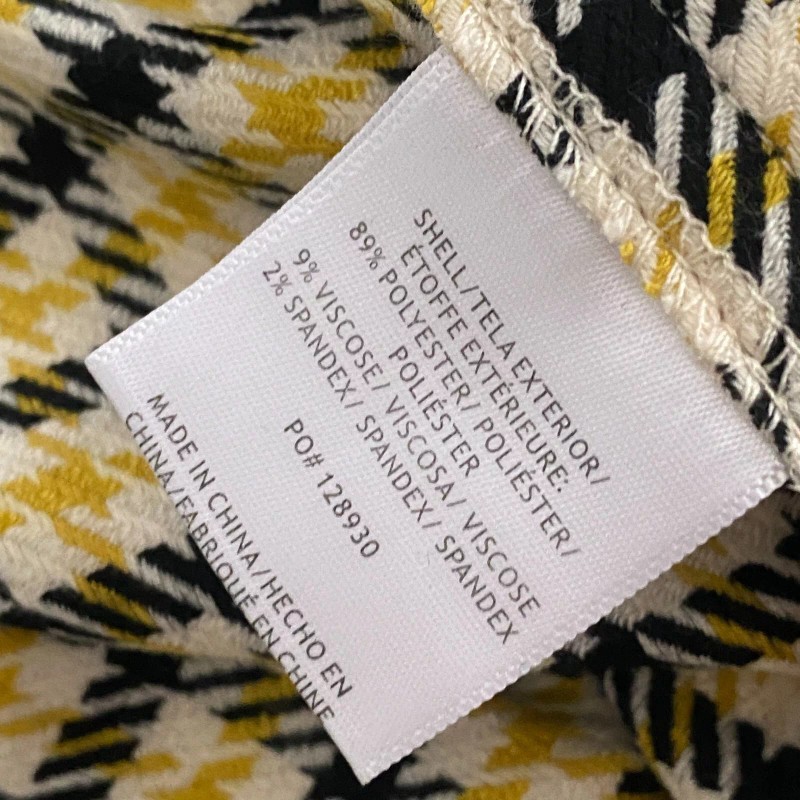 SHELL/TELA EXTERIOR/
ÉTOFFE EXTÉRIEURE:
89% POLYESTER/ POLIÉSTER/
POLIÉSTER
9% VISCOSE/ VISCOSA/ VISCOSE
2% SPANDEX/ SPANDEX/ SPANDEX
PO# 128930
MADE IN CHINA/HECHO EN
CHINA/FABRIQUÉ EN CHINE